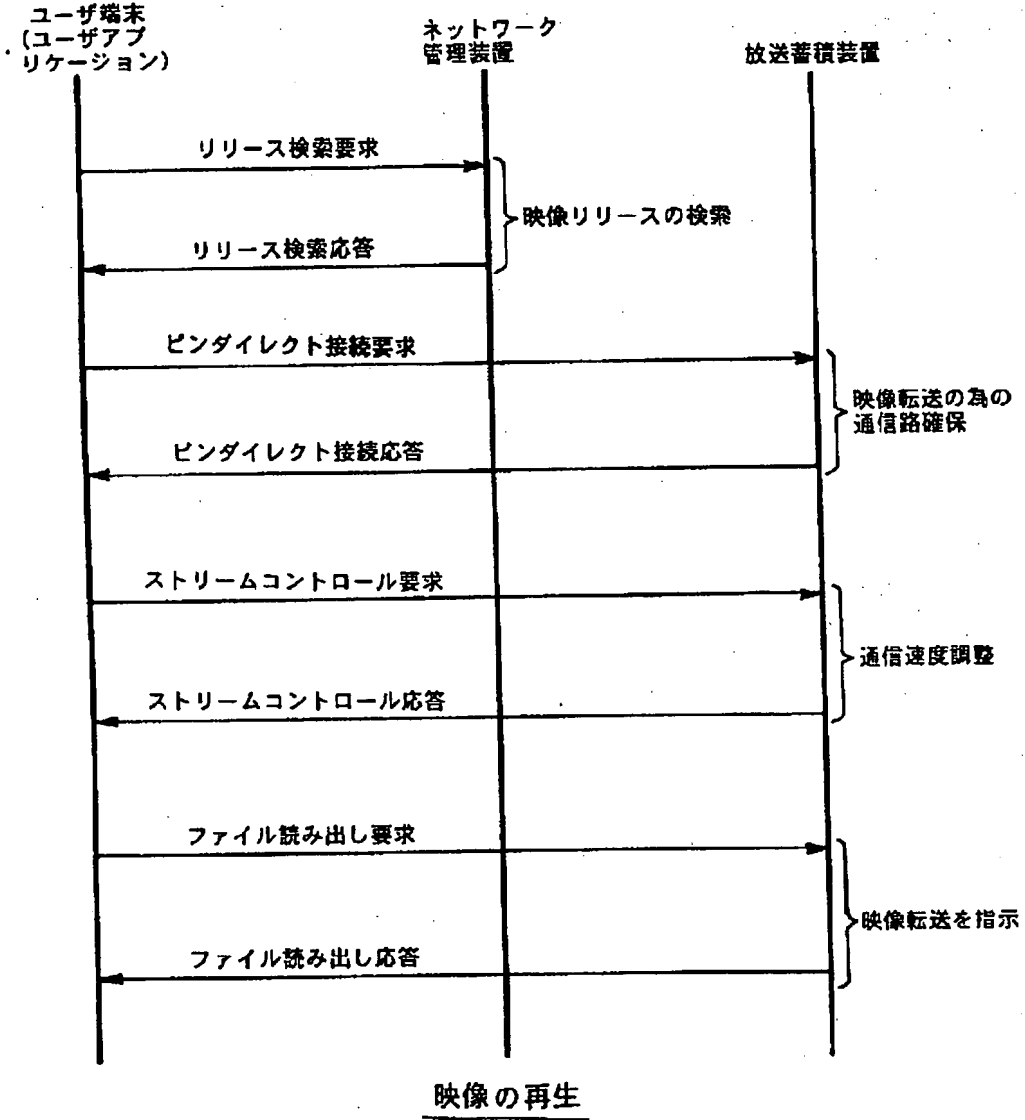 ユーザ端末
(ユーザアプ
リケーション)
ネットワーク
管理装置
放送蓄積装置
リリース検索要求
映像リリースの検索
リリース検索応答
ピンダイレクト接続要求
映像転送の為の
通信路確保
ピンダイレクト接続応答
ストリームコントロール要求
通信速度調整
ストリームコントロール応答
ファイル読み出し要求
映像転送を指示
ファイル読み出し応答
映像の再生